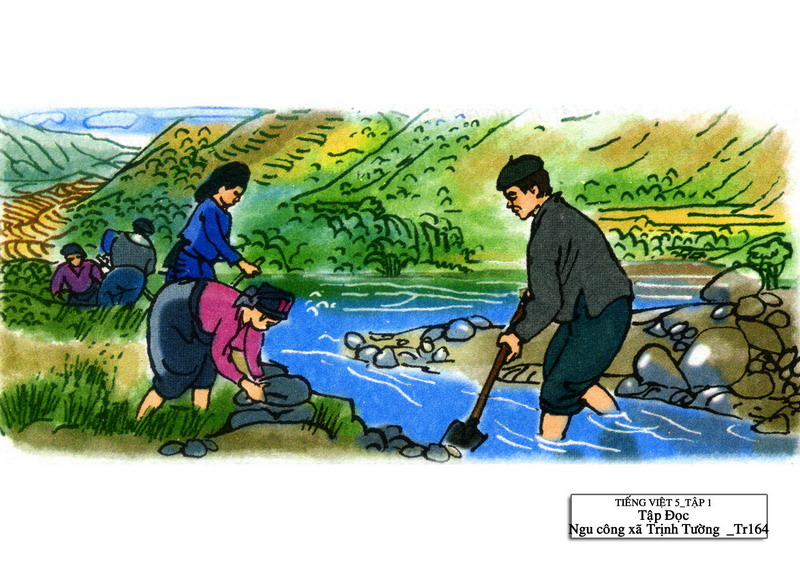 TIẾNG VIỆT 5_TẬP 1
Tập Đọc
Ngu công xã Trịnh Tường _Tr164